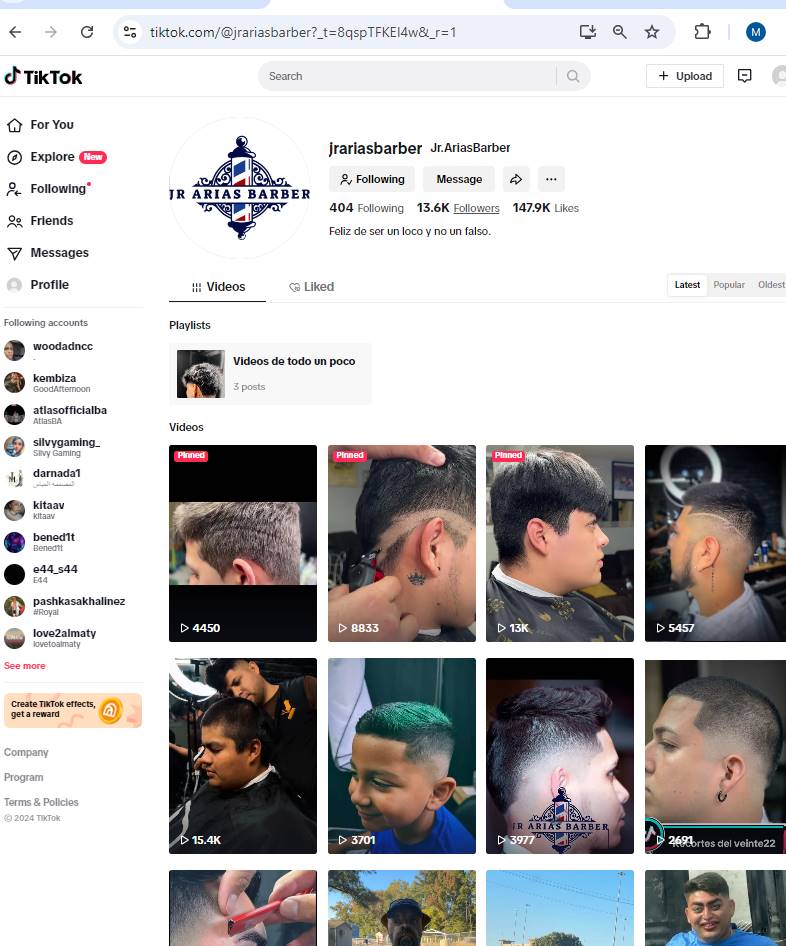 tiktok.com/@jrariasbarber?_t=8qspTFKEI4w&_r=1
M
TikTok
Search
+ Upload
For You
Explore New
Following
Friends
Messages
Profile
Following accounts
woodadncc
.
kembiza
GoodAfternoon
atlasofficialba
AtlasBA
silvygaming_
Silvy Gaming
darnada1
kitaav
kitaav
bened1t
Bened1t
e44_s44
E44
pashkasakhalinez
#Royal
love2almaty
lovetoalmaty
See more
Create TikTok effects,
get a reward
Company
Program
Terms & Policies
© 2024 TikTok
JR ARIAS BARBER
jrariasbarber Jr.AriasBarber
Following Message ...
404 Following 13.6K Followers 147.9K Likes
Feliz de ser un loco y no un falso.
Videos Liked
Latest Popular Oldest
Playlists
Videos de todo un poco
3 posts
Videos
Pinned Pinned Pinned
4450 8833 13K 5457
JR ARIAS BARBER
15.4K 3701 3977 2691
Recortes del veinte22